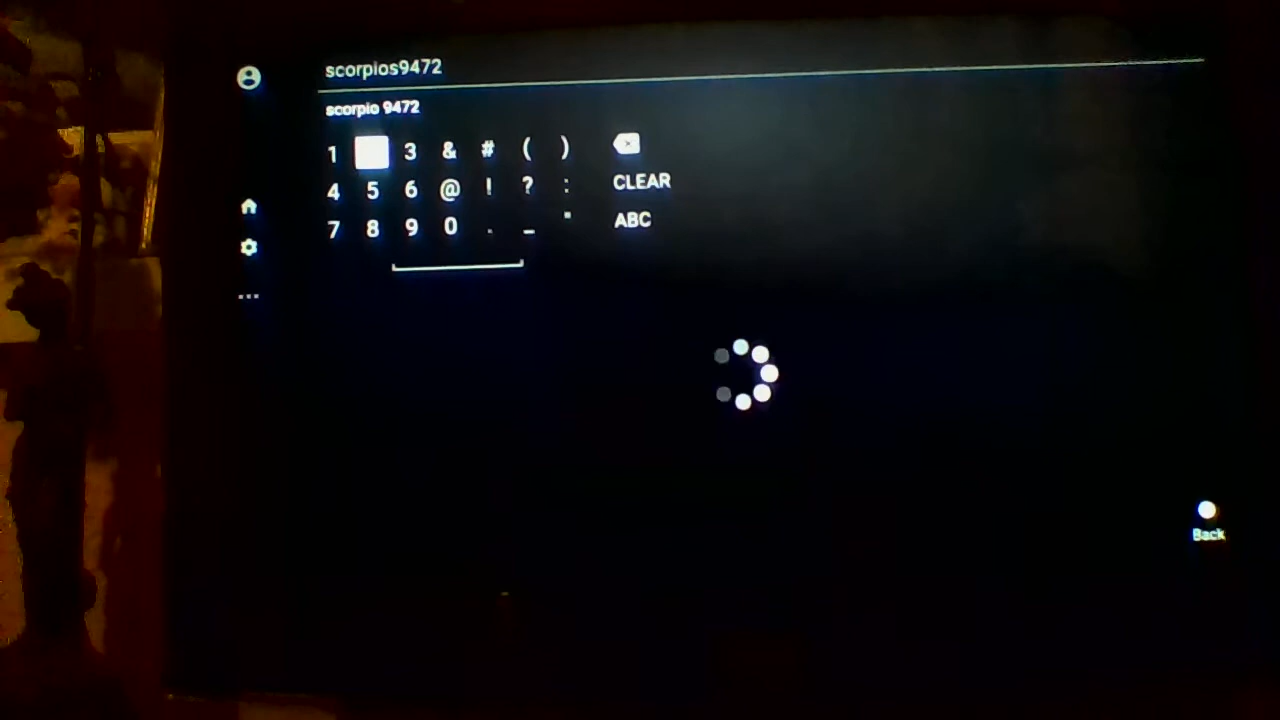 scorpios9472
scorpio 9472
1 3 & # ( )
4 5 6 @ ! ? : CLEAR
7 8 9 0 . _ " ABC
Back